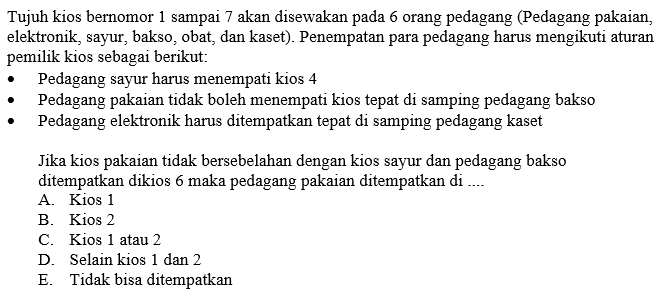 Tujuh kios bernomor 1 sampai 7 akan disewakan pada 6 orang pedagang (Pedagang pakaian,
elektronik, sayur, bakso, obat, dan kaset). Penempatan para pedagang harus mengikuti aturan
pemilik kios sebagai berikut:
• Pedagang sayur harus menempati kios 4
• Pedagang pakaian tidak boleh menempati kios tepat di samping pedagang bakso
• Pedagang elektronik harus ditempatkan tepat di samping pedagang kaset
Jika kios pakaian tidak bersebelahan dengan kios sayur dan pedagang bakso
ditempatkan dikios 6 maka pedagang pakaian ditempatkan di ....
A. Kios 1
B. Kios 2
C. Kios 1 atau 2
D. Selain kios 1 dan 2
E. Tidak bisa ditempatkan